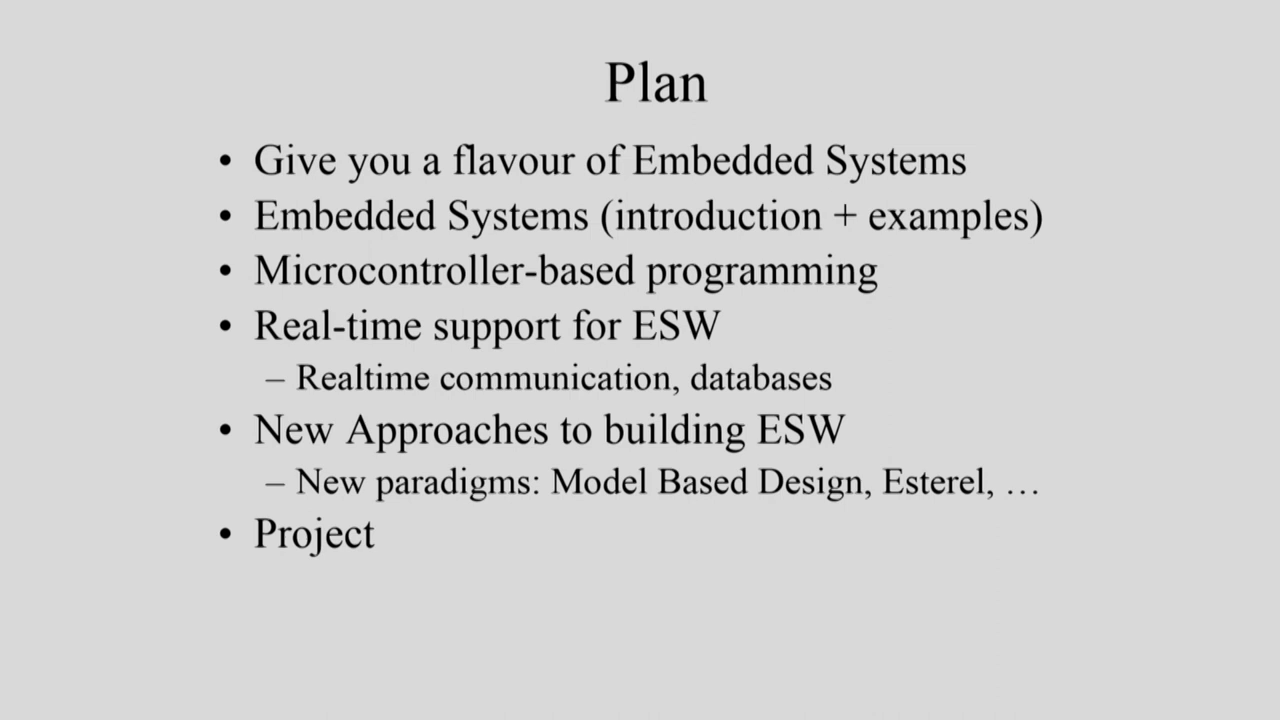 Plan
• Give you a flavour of Embedded Systems
• Embedded Systems (introduction + examples)
• Microcontroller-based programming
• Real-time support for ESW
– Realtime communication, databases
• New Approaches to building ESW
– New paradigms: Model Based Design, Esterel, …
• Project